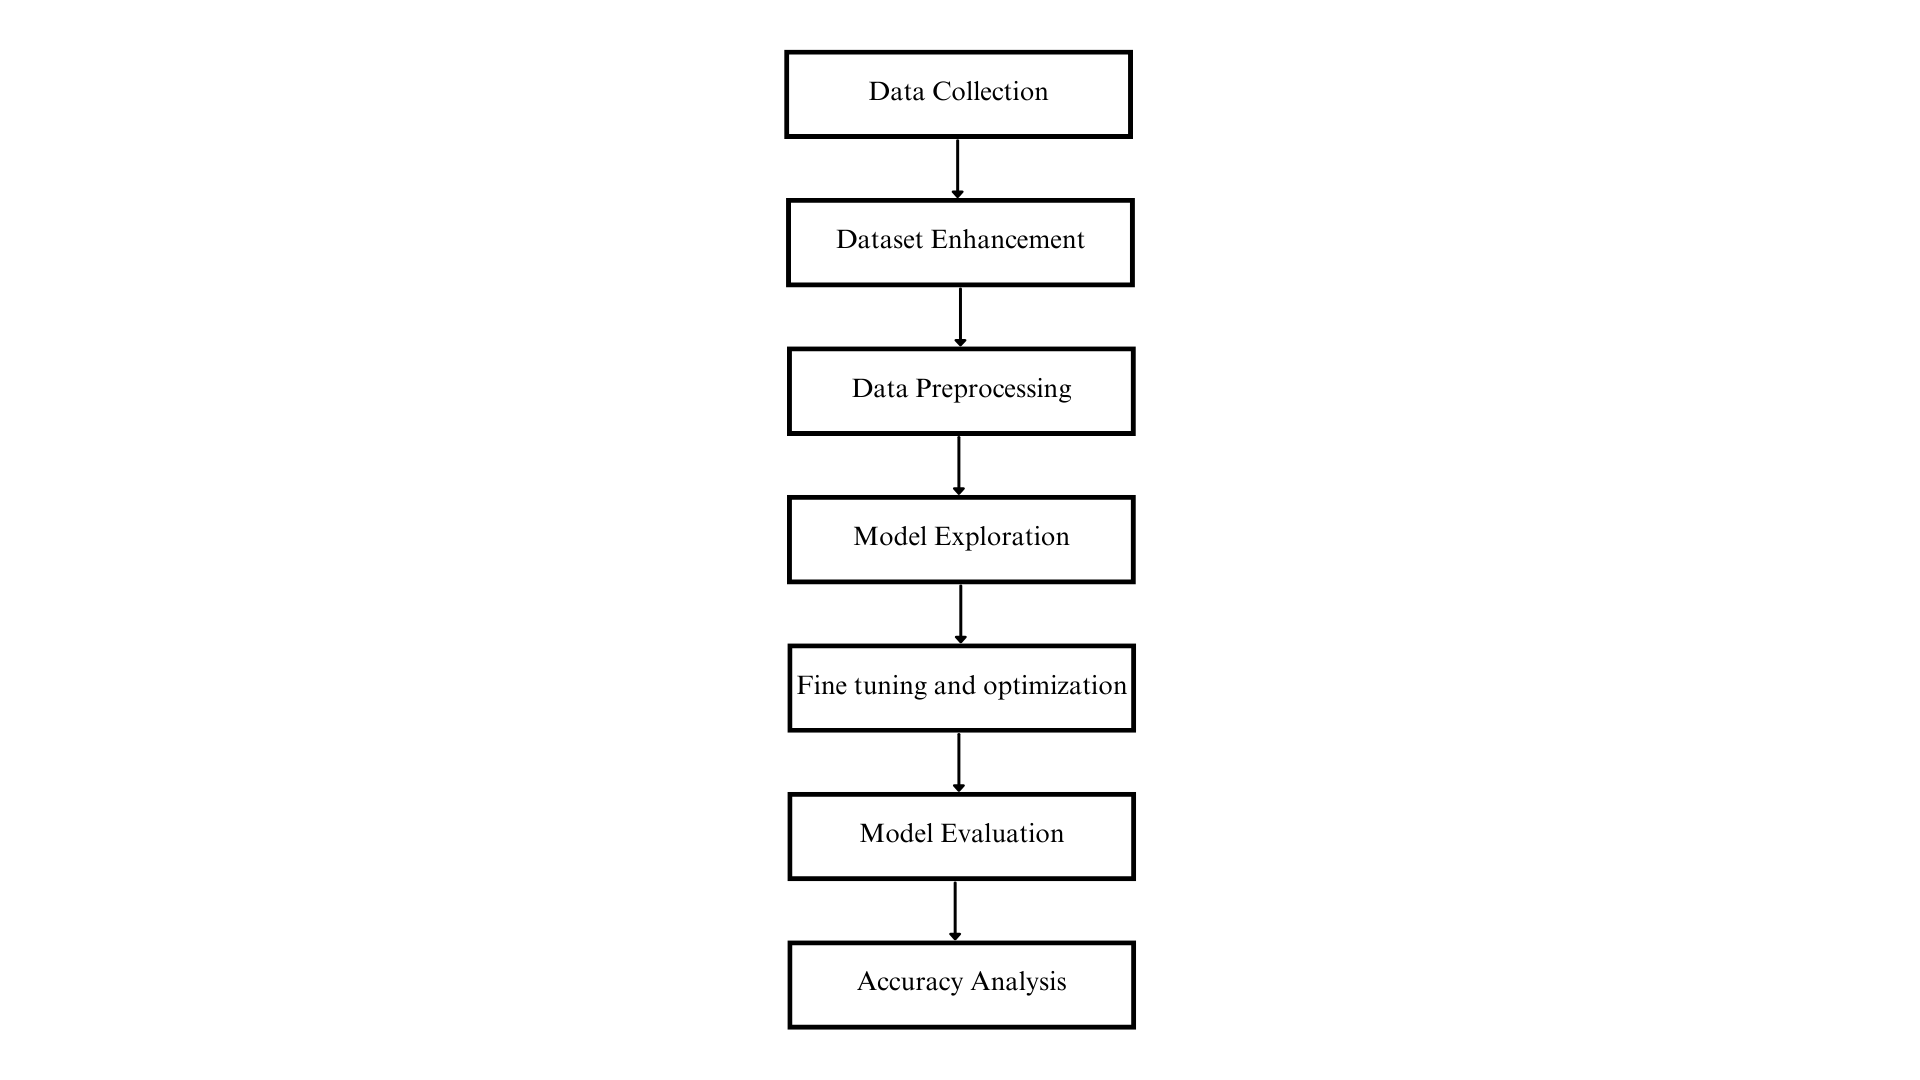 Data Collection
Dataset Enhancement
Data Preprocessing
Model Exploration
Fine tuning and optimization
Model Evaluation
Accuracy Analysis